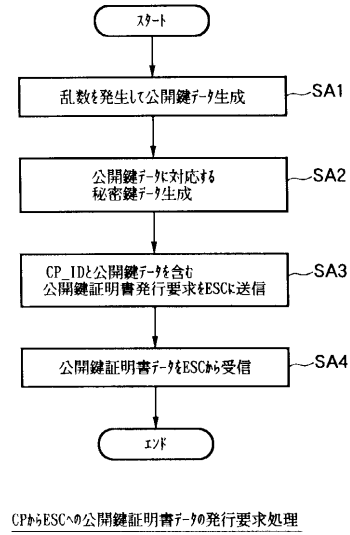 スタート
乱数を発生して公開鍵データ生成
SA1
公開鍵データに対応する
秘密鍵データ生成
SA2
CP_IDと公開鍵データを含む
公開鍵証明書発行要求をESCに送信
SA3
公開鍵証明書データをESCから受信
SA4
エンド
CPからESCへの公開鍵証明書データの発行要求処理